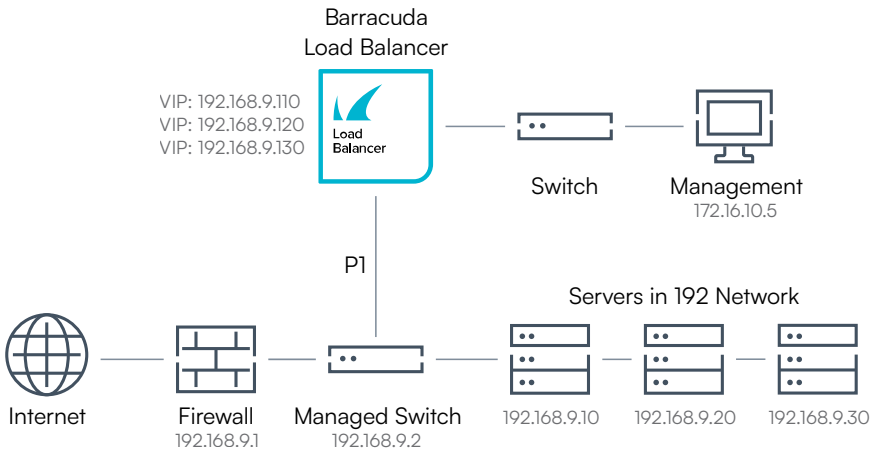 Barracuda
Load Balancer
VIP: 192.168.9.110
VIP: 192.168.9.120
VIP: 192.168.9.130
Load
Balancer
Switch
Management
172.16.10.5
P1
Servers in 192 Network
Internet
Firewall
192.168.9.1
Managed Switch
192.168.9.2
192.168.9.10
192.168.9.20
192.168.9.30